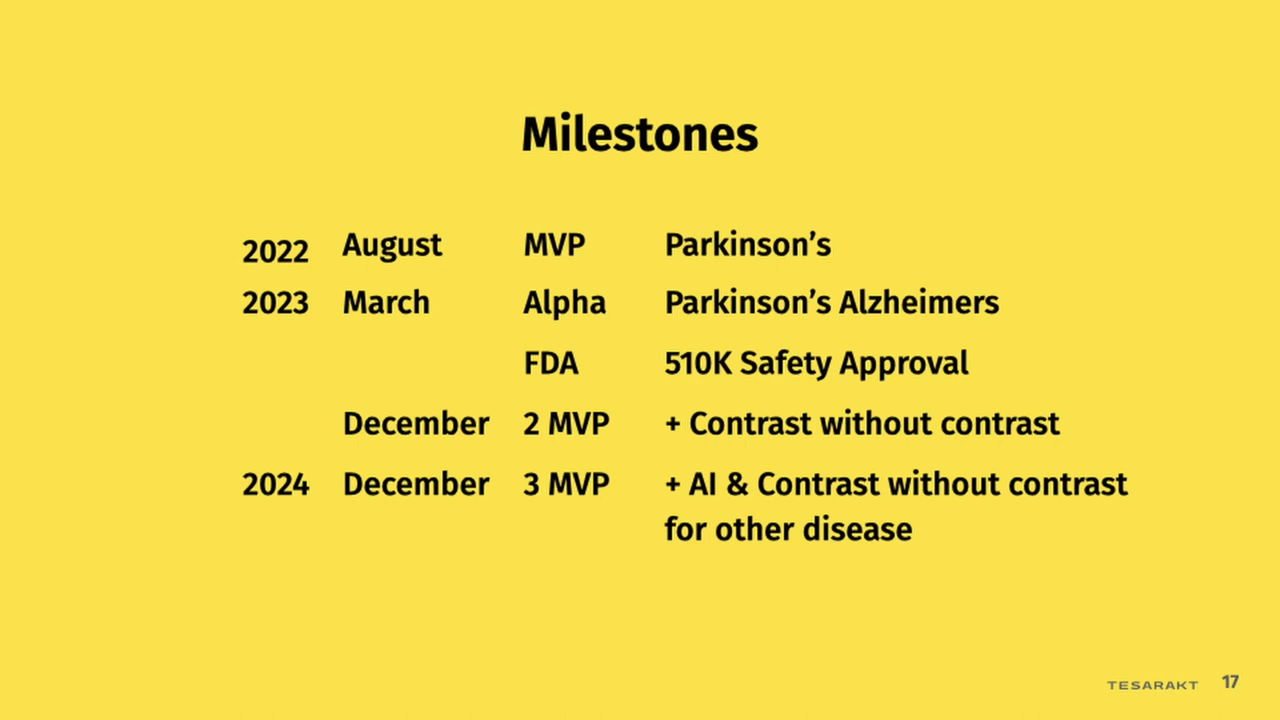 Milestones
2022 August MVP Parkinson’s
2023 March Alpha Parkinson’s Alzheimers
FDA 510K Safety Approval
December 2 MVP + Contrast without contrast
2024 December 3 MVP + AI & Contrast without contrast
for other disease
TESARAKT 17